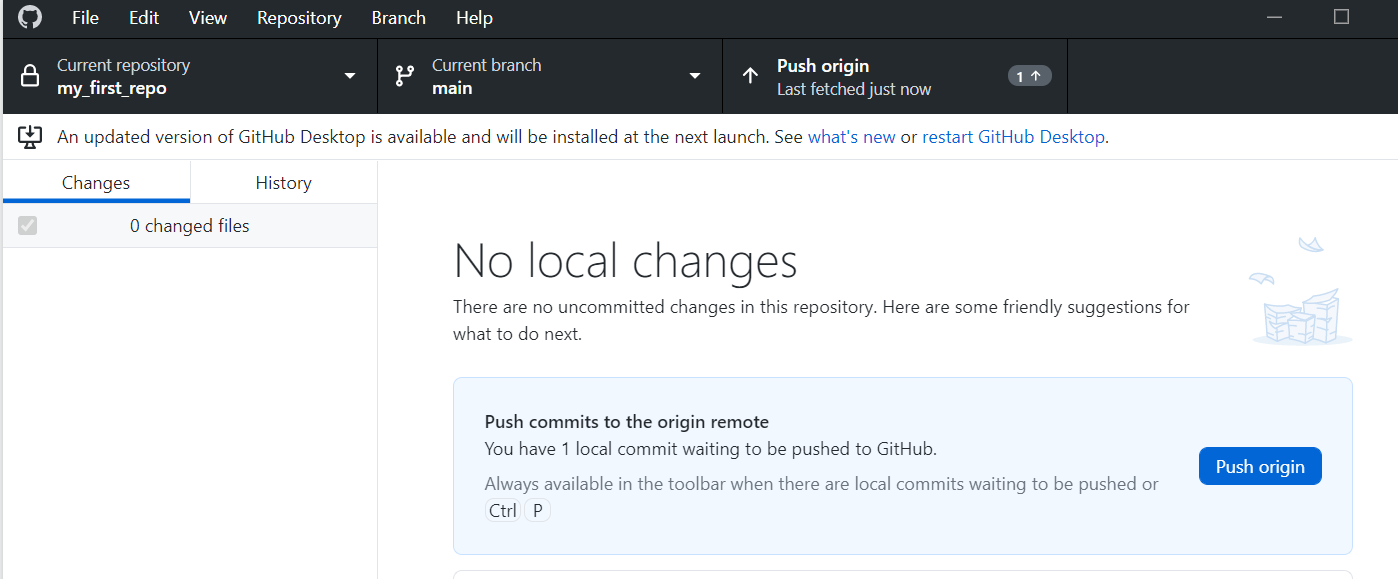 File Edit View Repository Branch Help
Current repository
my_first_repo
Current branch
main
Push origin
Last fetched just now
1
An updated version of GitHub Desktop is available and will be installed at the next launch. See what's new or restart GitHub Desktop.
Changes
History
0 changed files
No local changes
There are no uncommitted changes in this repository. Here are some friendly suggestions for
what to do next.
Push commits to the origin remote
You have 1 local commit waiting to be pushed to GitHub.
Always available in the toolbar when there are local commits waiting to be pushed or
Ctrl P
Push origin